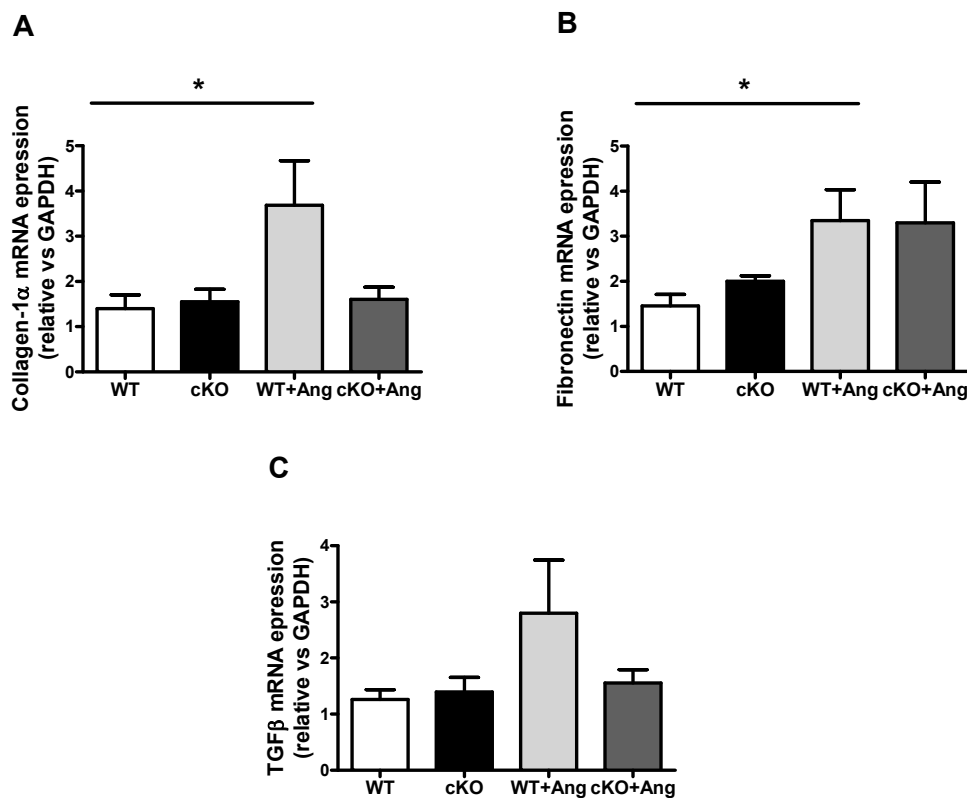 A
*
Collagen-1α mRNA epression
(relative vs GAPDH)
5
4
3
2
1
0
WT
cKO
WT+Ang
cKO+Ang
B
*
Fibronectin mRNA epression
(relative vs GAPDH)
5
4
3
2
1
0
WT
cKO
WT+Ang
cKO+Ang
C
TGFβ mRNA epression
(relative vs GAPDH)
4
3
2
1
0
WT
cKO
WT+Ang
cKO+Ang